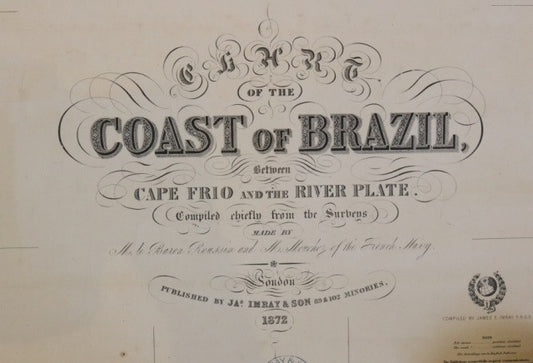 CHART
OF THE
COAST OF BRAZIL,
Between
CAPE FRIO AND THE RIVER PLATE.
Compiled chiefly from the Surveys
MADE BY
M. le Baron Roussin and M. Mouchez of the French Navy.
London
PUBLISHED BY JAS. IMRAY & SON 89 & 102 MINORIES.
1872
COMPILED BY JAMES F. IMRAY F.R.G.S.
NOTE